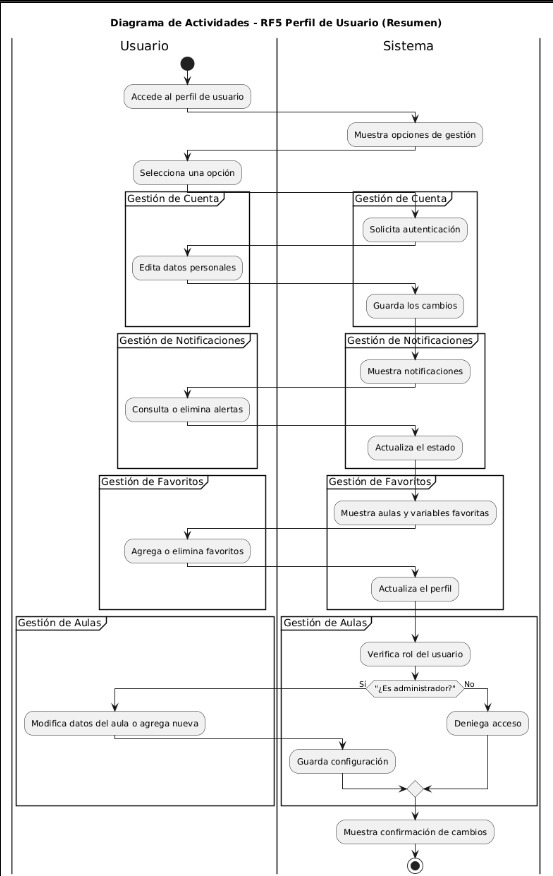 Diagrama de Actividades - RF5 Perfil de Usuario (Resumen)
Usuario
Sistema
Accede al perfil de usuario
Muestra opciones de gestión
Selecciona una opción
Gestión de Cuenta
Gestión de Cuenta
Solicita autenticación
Edita datos personales
Guarda los cambios
Gestión de Notificaciones
Gestión de Notificaciones
Muestra notificaciones
Consulta o elimina alertas
Actualiza el estado
Gestión de Favoritos
Gestión de Favoritos
Muestra aulas y variables favoritas
Agrega o elimina favoritos
Actualiza el perfil
Gestión de Aulas
Gestión de Aulas
Verifica rol del usuario
Sí
"¿Es administrador?"
No
Modifica datos del aula o agrega nueva
Deniega acceso
Guarda configuración
Muestra confirmación de cambios